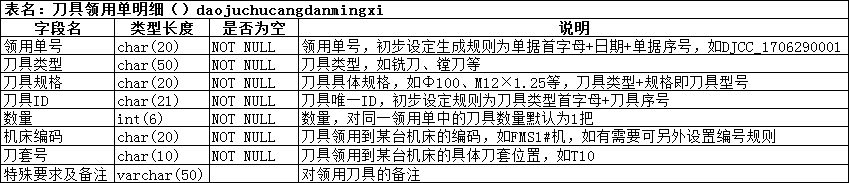 表名：刀具领用单明细（）daojuchucangdanmingxi
字段名 类型长度 是否为空 说明
领用单号 char(20) NOT NULL 领用单号，初步设定生成规则为单据首字母+日期+单据序号，如DJCC_1706290001
刀具类型 char(50) NOT NULL 刀具类型，如铣刀、镗刀等
刀具规格 char(20) NOT NULL 刀具具体规格，如Φ100、M12×1.25等，刀具类型+规格即刀具型号
刀具ID char(21) NOT NULL 刀具唯一ID，初步设定规则为刀具类型首字母+刀具序号
数量 int(6) NOT NULL 数量，对同一领用单中的刀具数量默认为1把
机床编码 char(20) NOT NULL 刀具领用到某台机床的编码，如FMS1#机，如有需要可另外设置编号规则
刀套号 char(10) NOT NULL 刀具领用到某台机床的具体刀套位置，如T10
特殊要求及备注 varchar(50) 对领用刀具的备注